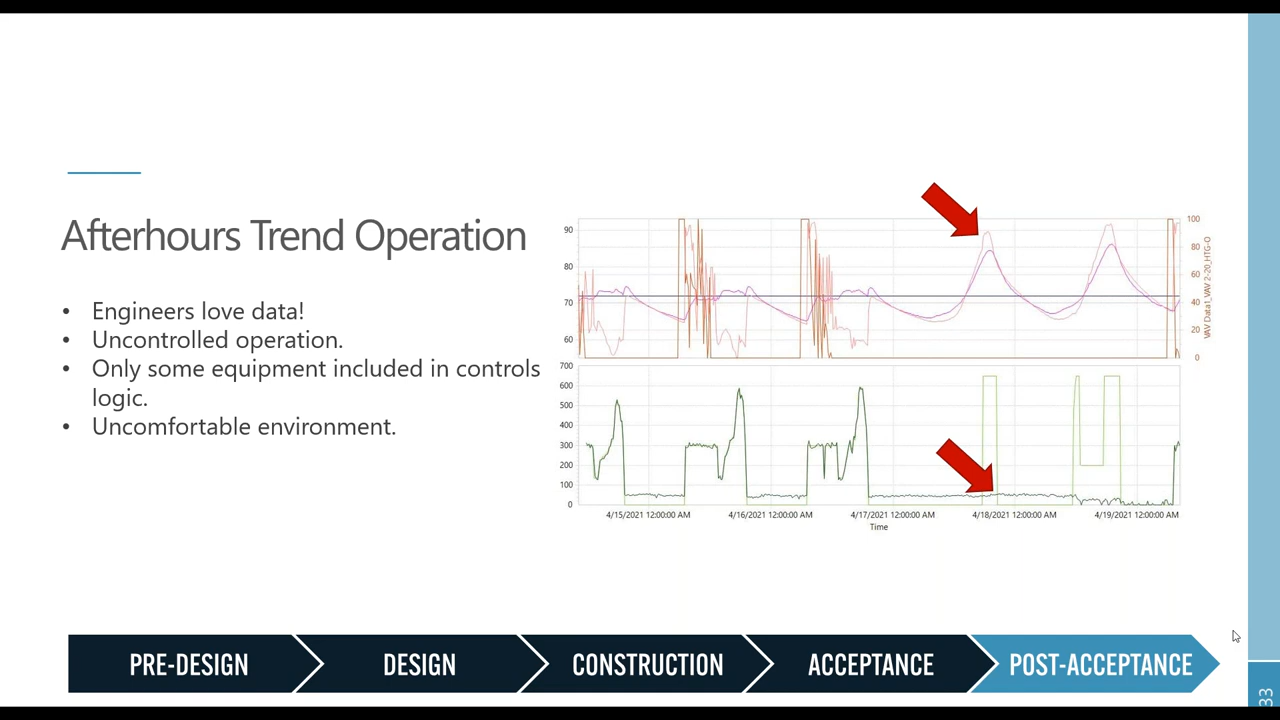 Afterhours Trend Operation
• Engineers love data!
• Uncontrolled operation.
• Only some equipment included in controls
logic.
• Uncomfortable environment.
90
80
70
60
100
80
60
40
20
0
VAV Data1_VAV 2-20_HTG-O
700
600
500
400
300
200
100
0
4/15/2021 12:00:00 AM
4/16/2021 12:00:00 AM
4/17/2021 12:00:00 AM
4/18/2021 12:00:00 AM
4/19/2021 12:00:00 AM
Time
PRE-DESIGN
DESIGN
CONSTRUCTION
ACCEPTANCE
POST-ACCEPTANCE
33